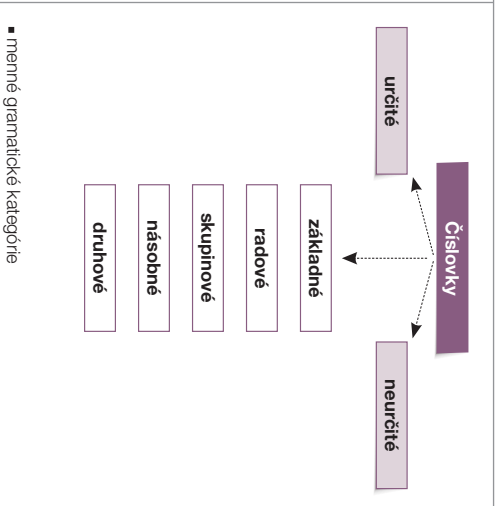 Číslovky
určité
neurčité
základné
radové
skupinové
násobné
druhové
▪ menné gramatické kategórie